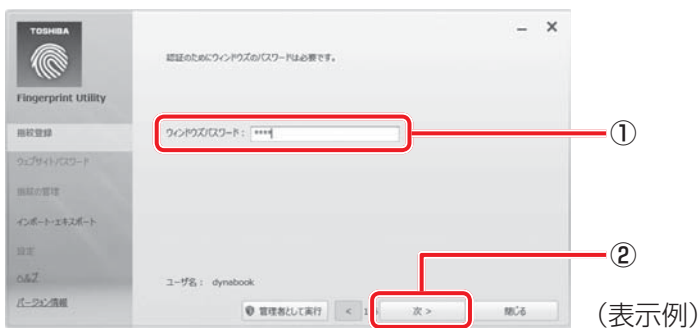 TOSHIBA
Fingerprint Utility
認証のためにウィンドウズのパスワードは必要です。
指紋登録
ウィンドウズパスワード： ****
①
ウェブサイトパスワード
指紋の管理
インポート・エキスポート
設定
②
ヘルプ
ユーザ名： dynabook
バージョン情報
管理者として実行 < 1 次 > 閉じる
（表示例）